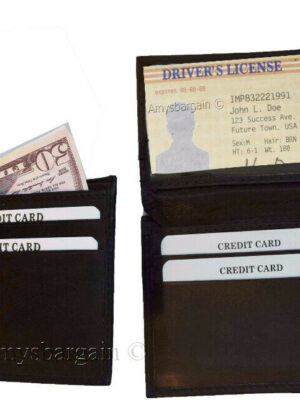 DRIVER'S LICENSE
expires 00-00-00
Amysbargain ©
IMP832221991
John L. Doe
123 Success Ave.
Future Town. USA
Sex:M Hair: BRN
HT: 6-1 Wt. 180
50
CREDIT CARD
CREDIT CARD
CREDIT CARD
CREDIT CARD
Amysbargain ©